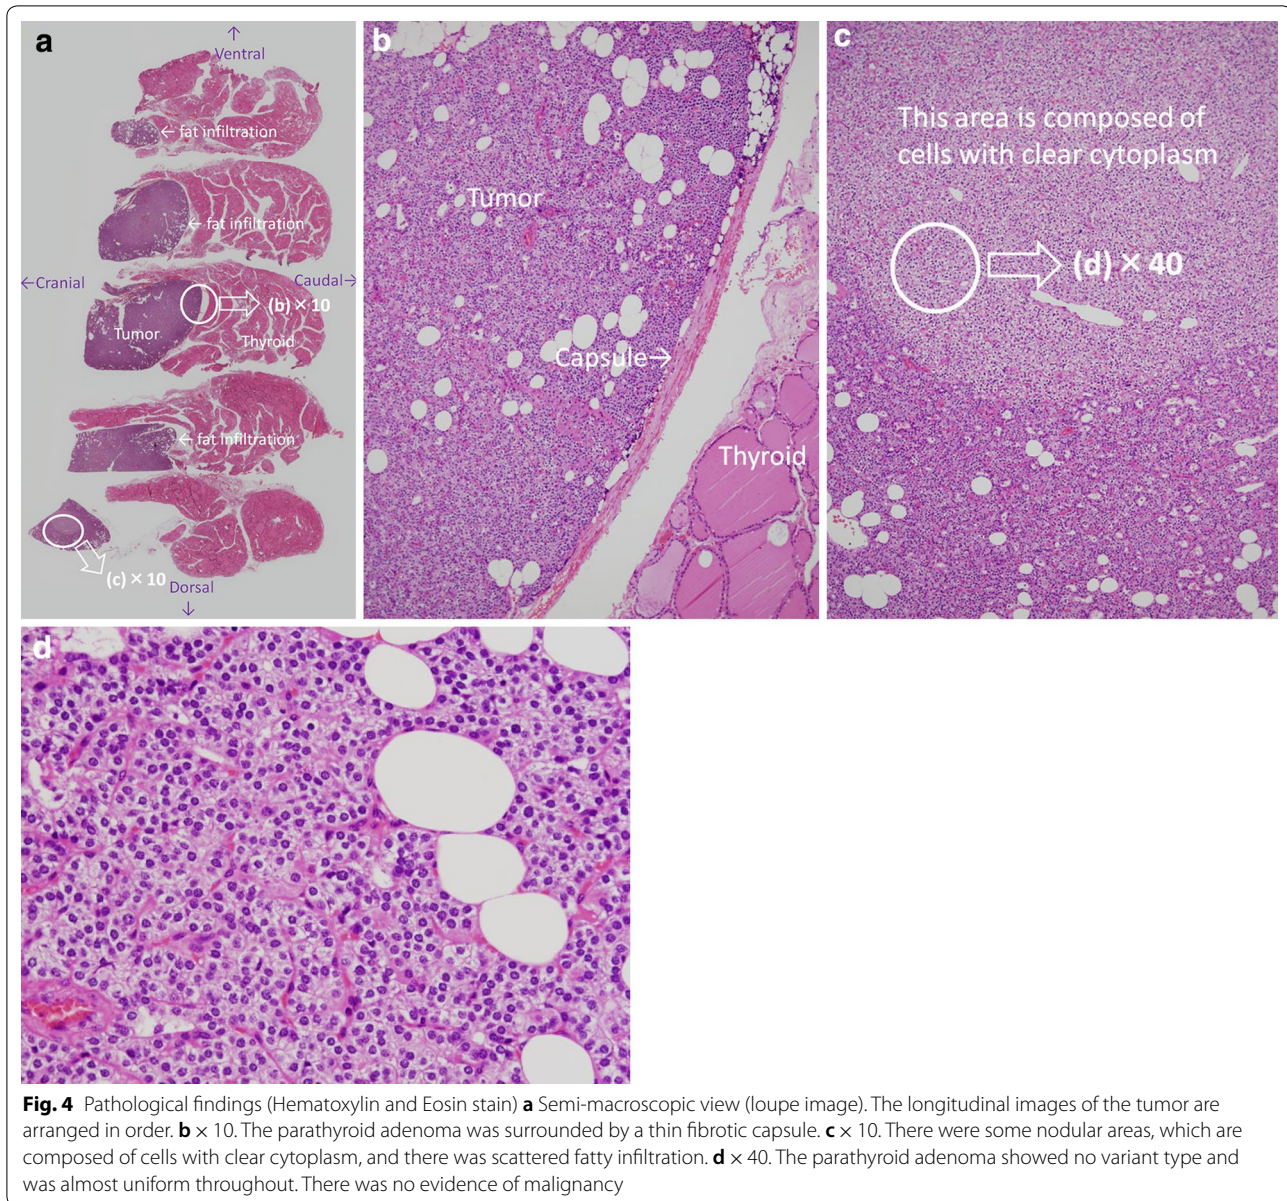 a
↑
Ventral
← fat infiltration
← fat infiltration
←Cranial
Caudal→
(b) × 10
Tumor
Thyroid
← fat infiltration
(c) × 10
Dorsal
↓
b
Tumor
Capsule→
Thyroid
c
This area is composed of
cells with clear cytoplasm
(d) × 40
d
Fig. 4 Pathological findings (Hematoxylin and Eosin stain) a Semi-macroscopic view (loupe image). The longitudinal images of the tumor are
arranged in order. b × 10. The parathyroid adenoma was surrounded by a thin fibrotic capsule. c × 10. There were some nodular areas, which are
composed of cells with clear cytoplasm, and there was scattered fatty infiltration. d × 40. The parathyroid adenoma showed no variant type and
was almost uniform throughout. There was no evidence of malignancy